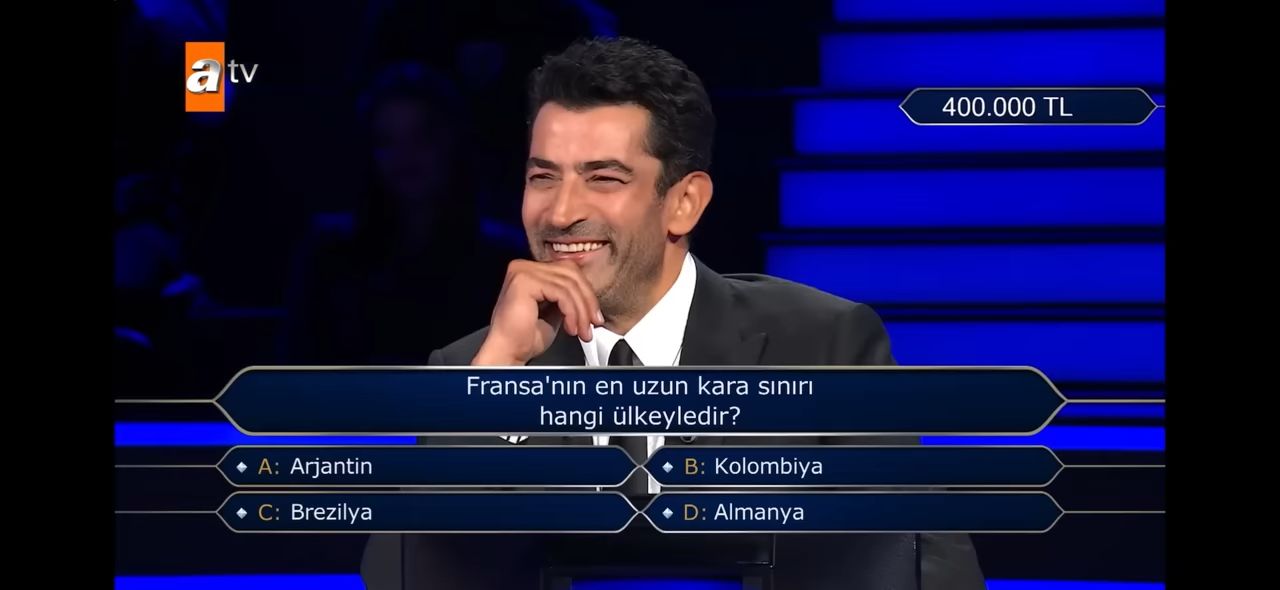 atv
400.000 TL
Fransa'nın en uzun kara sınırı
hangi ülkeyledir?
A: Arjantin
B: Kolombiya
C: Brezilya
D: Almanya